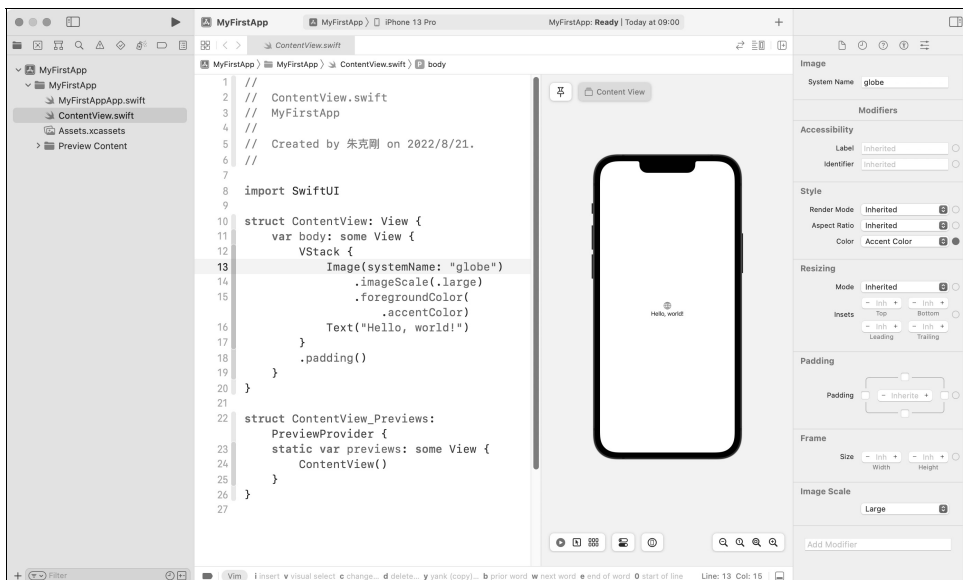 MyFirstApp
MyFirstApp 〉 iPhone 13 Pro
MyFirstApp: Ready | Today at 09:00
ContentView.swift
MyFirstApp 〉 MyFirstApp 〉 ContentView.swift 〉 P body
MyFirstApp
MyFirstApp
MyFirstAppApp.swift
ContentView.swift
Assets.xcassets
Preview Content
Filter
1 //
2 //  ContentView.swift
3 //  MyFirstApp
4 //
5 //  Created by 朱克剛 on 2022/8/21.
6 //
7
8 import SwiftUI
9
10 struct ContentView: View {
11     var body: some View {
12         VStack {
13             Image(systemName: "globe")
14                 .imageScale(.large)
15                 .foregroundColor(
                    .accentColor)
16             Text("Hello, world!")
17         }
18         .padding()
19     }
20 }
21
22 struct ContentView_Previews:
    PreviewProvider {
23     static var previews: some View {
24         ContentView()
25     }
26 }
27
Content View
Hello, world!
Vim i insert v visual select c change... d delete... y yank (copy)... b prior word w next word e end of word 0 start of line
Line: 13 Col: 15
Image
System Name globe
Modifiers
Accessibility
Label Inherited
Identifier Inherited
Style
Render Mode Inherited
Aspect Ratio Inherited
Color Accent Color
Resizing
Mode Inherited
− Inh + − Inh +
Insets Top Bottom
− Inh + − Inh +
Leading Trailing
Padding
Padding − Inherite +
Frame
Size − Inh + − Inh +
Width Height
Image Scale
Large
Add Modifier